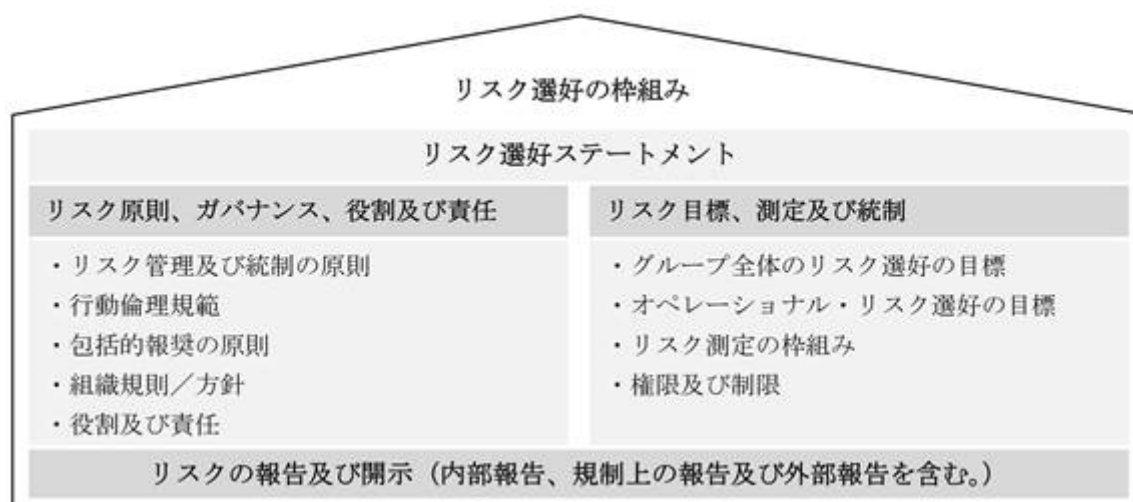 リスク選好の枠組み
リスク選好ステートメント
リスク原則、ガバナンス、役割及び責任
・リスク管理及び統制の原則
・行動倫理規範
・包括的報奨の原則
・組織規則／方針
・役割及び責任
リスク目標、測定及び統制
・グループ全体のリスク選好の目標
・オペレーショナル・リスク選好の目標
・リスク測定の枠組み
・権限及び制限
リスクの報告及び開示（内部報告、規制上の報告及び外部報告を含む。）